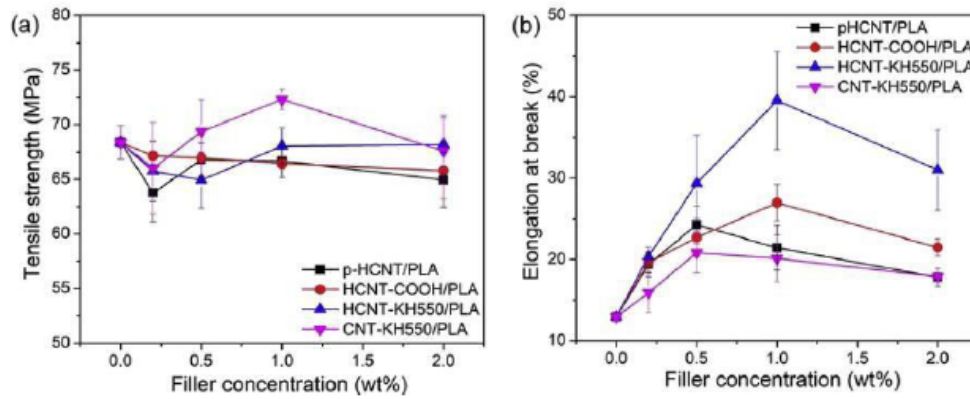 (a)
Tensile strength (MPa)
80
75
70
65
60
55
50
p-HCNT/PLA
HCNT-COOH/PLA
HCNT-KH550/PLA
CNT-KH550/PLA
0.0 0.5 1.0 1.5 2.0
Filler concentration (wt%)
(b)
Elongation at break (%)
50
40
30
20
10
pHCNT/PLA
HCNT-COOH/PLA
HCNT-KH550/PLA
CNT-KH550/PLA
0.0 0.5 1.0 1.5 2.0
Filler concentration (wt%)